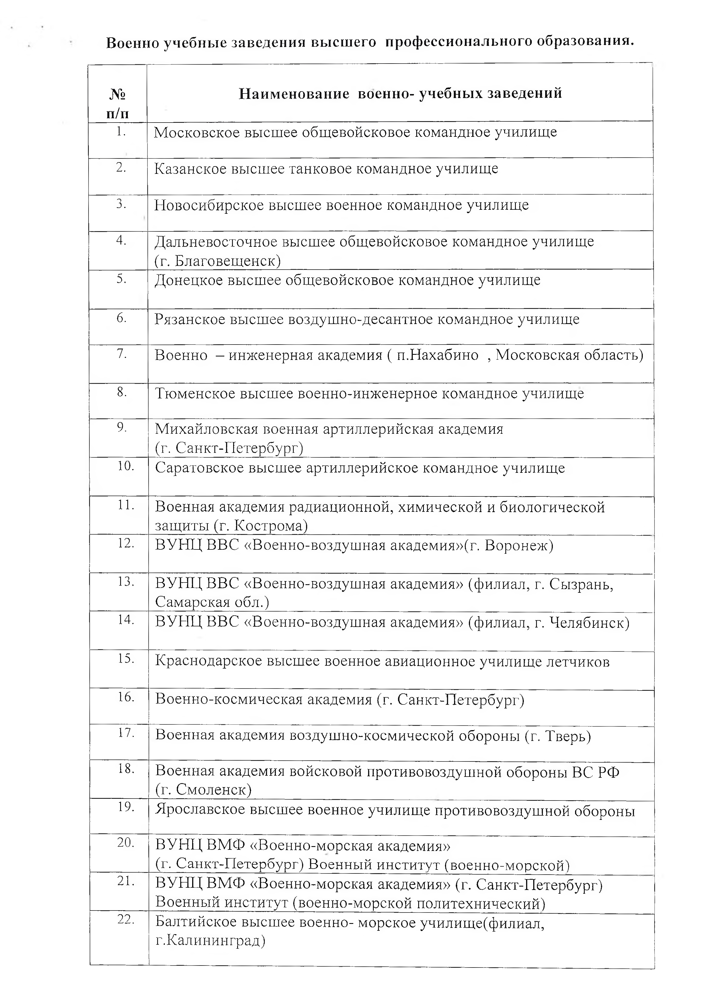 Военно учебные заведения высшего профессионального образования.
№
п/п
Наименование военно- учебных заведений
1.
Московское высшее общевойсковое командное училище
2.
Казанское высшее танковое командное училище
3.
Новосибирское высшее военное командное училище
4.
Дальневосточное высшее общевойсковое командное училище
(г. Благовещенск)
5.
Донецкое высшее общевойсковое командное училище
6.
Рязанское высшее воздушно-десантное командное училище
7.
Военно – инженерная академия ( п.Нахабино , Московская область)
8.
Тюменское высшее военно-инженерное командное училище
9.
Михайловская военная артиллерийская академия
(г. Санкт-Петербург)
10.
Саратовское высшее артиллерийское командное училище
11.
Военная академия радиационной, химической и биологической
защиты (г. Кострома)
12.
ВУНЦ ВВС «Военно-воздушная академия»(г. Воронеж)
13.
ВУНЦ ВВС «Военно-воздушная академия» (филиал, г. Сызрань,
Самарская обл.)
14.
ВУНЦ ВВС «Военно-воздушная академия» (филиал, г. Челябинск)
15.
Краснодарское высшее военное авиационное училище летчиков
16.
Военно-космическая академия (г. Санкт-Петербург)
17.
Военная академия воздушно-космической обороны (г. Тверь)
18.
Военная академия войсковой противовоздушной обороны ВС РФ
(г. Смоленск)
19.
Ярославское высшее военное училище противовоздушной обороны
20.
ВУНЦ ВМФ «Военно-морская академия»
(г. Санкт-Петербург) Военный институт (военно-морской)
21.
ВУНЦ ВМФ «Военно-морская академия» (г. Санкт-Петербург)
Военный институт (военно-морской политехнический)
22.
Балтийское высшее военно- морское училище(филиал,
г.Калининград)